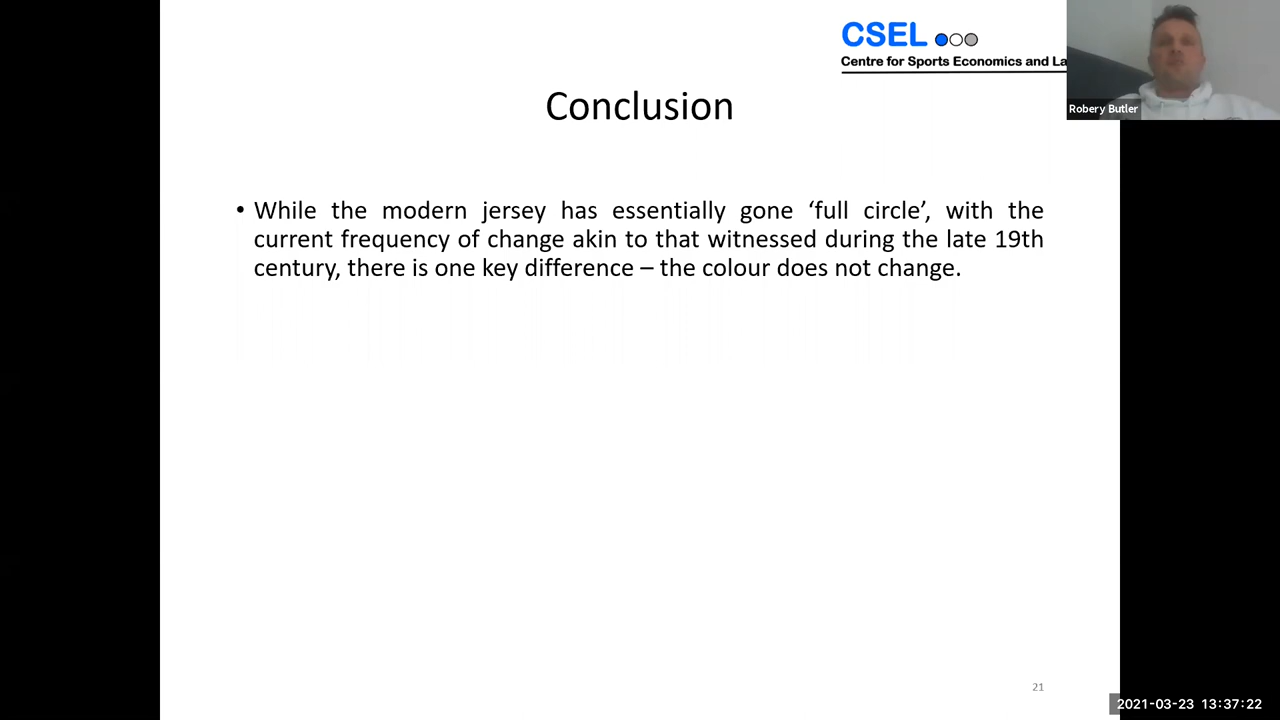 CSEL
Centre for Sports Economics and La
Robery Butler
Conclusion
• While the modern jersey has essentially gone ‘full circle’, with the
current frequency of change akin to that witnessed during the late 19th
century, there is one key difference – the colour does not change.
21
2021-03-23 13:37:22